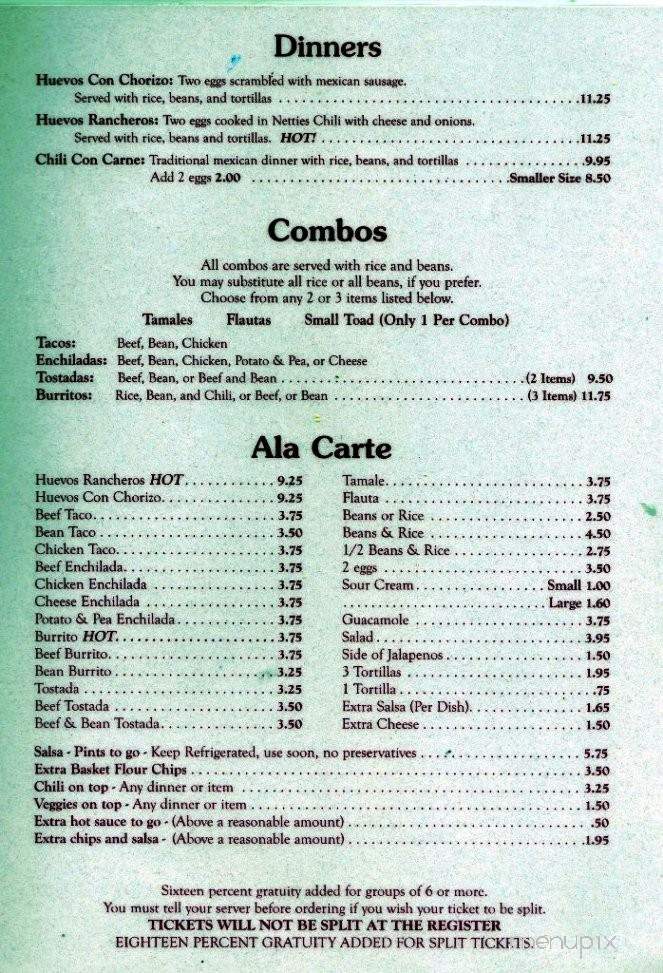 Dinners
Huevos Con Chorizo: Two eggs scrambled with mexican sausage.
Served with rice, beans, and tortillas ........ 11.25
Huevos Rancheros: Two eggs cooked in Netties Chili with cheese and onions.
Served with rice, beans and tortillas. HOT! ........ 11.25
Chili Con Carne: Traditional mexican dinner with rice, beans, and tortillas ........ 9.95
Add 2 eggs 2.00 ........ Smaller Size 8.50
Combos
All combos are served with rice and beans.
You may substitute all rice or all beans, if you prefer.
Choose from any 2 or 3 items listed below.
Tamales Flautas Small Toad (Only 1 Per Combo)
Tacos: Beef, Bean, Chicken
Enchiladas: Beef, Bean, Chicken, Potato & Pea, or Cheese
Tostadas: Beef, Bean, or Beef and Bean ........ (2 Items) 9.50
Burritos: Rice, Bean, and Chili, or Beef, or Bean ........ (3 Items) 11.75
Ala Carte
Huevos Rancheros HOT ........ 9.25
Huevos Con Chorizo ........ 9.25
Beef Taco ........ 3.75
Bean Taco ........ 3.50
Chicken Taco ........ 3.75
Beef Enchilada ........ 3.75
Chicken Enchilada ........ 3.75
Cheese Enchilada ........ 3.75
Potato & Pea Enchilada ........ 3.75
Burrito HOT ........ 3.75
Beef Burrito ........ 3.75
Bean Burrito ........ 3.25
Tostada ........ 3.25
Beef Tostada ........ 3.50
Beef & Bean Tostada ........ 3.50
Tamale ........ 3.75
Flauta ........ 3.75
Beans or Rice ........ 2.50
Beans & Rice ........ 4.50
1/2 Beans & Rice ........ 2.75
2 eggs ........ 3.50
Sour Cream ........ Small 1.00
........ Large 1.60
Guacamole ........ 3.75
Salad ........ 3.95
Side of Jalapenos ........ 1.50
3 Tortillas ........ 1.95
1 Tortilla ........ .75
Extra Salsa (Per Dish) ........ 1.65
Extra Cheese ........ 1.50
Salsa - Pints to go - Keep Refrigerated, use soon, no preservatives ........ 5.75
Extra Basket Flour Chips ........ 3.50
Chili on top - Any dinner or item ........ 3.25
Veggies on top - Any dinner or item ........ 1.50
Extra hot sauce to go - (Above a reasonable amount) ........ .50
Extra chips and salsa - (Above a reasonable amount) ........ 1.95
Sixteen percent gratuity added for groups of 6 or more.
You must tell your server before ordering if you wish your ticket to be split.
TICKETS WILL NOT BE SPLIT AT THE REGISTER
EIGHTEEN PERCENT GRATUITY ADDED FOR SPLIT TICKETS.
menupix